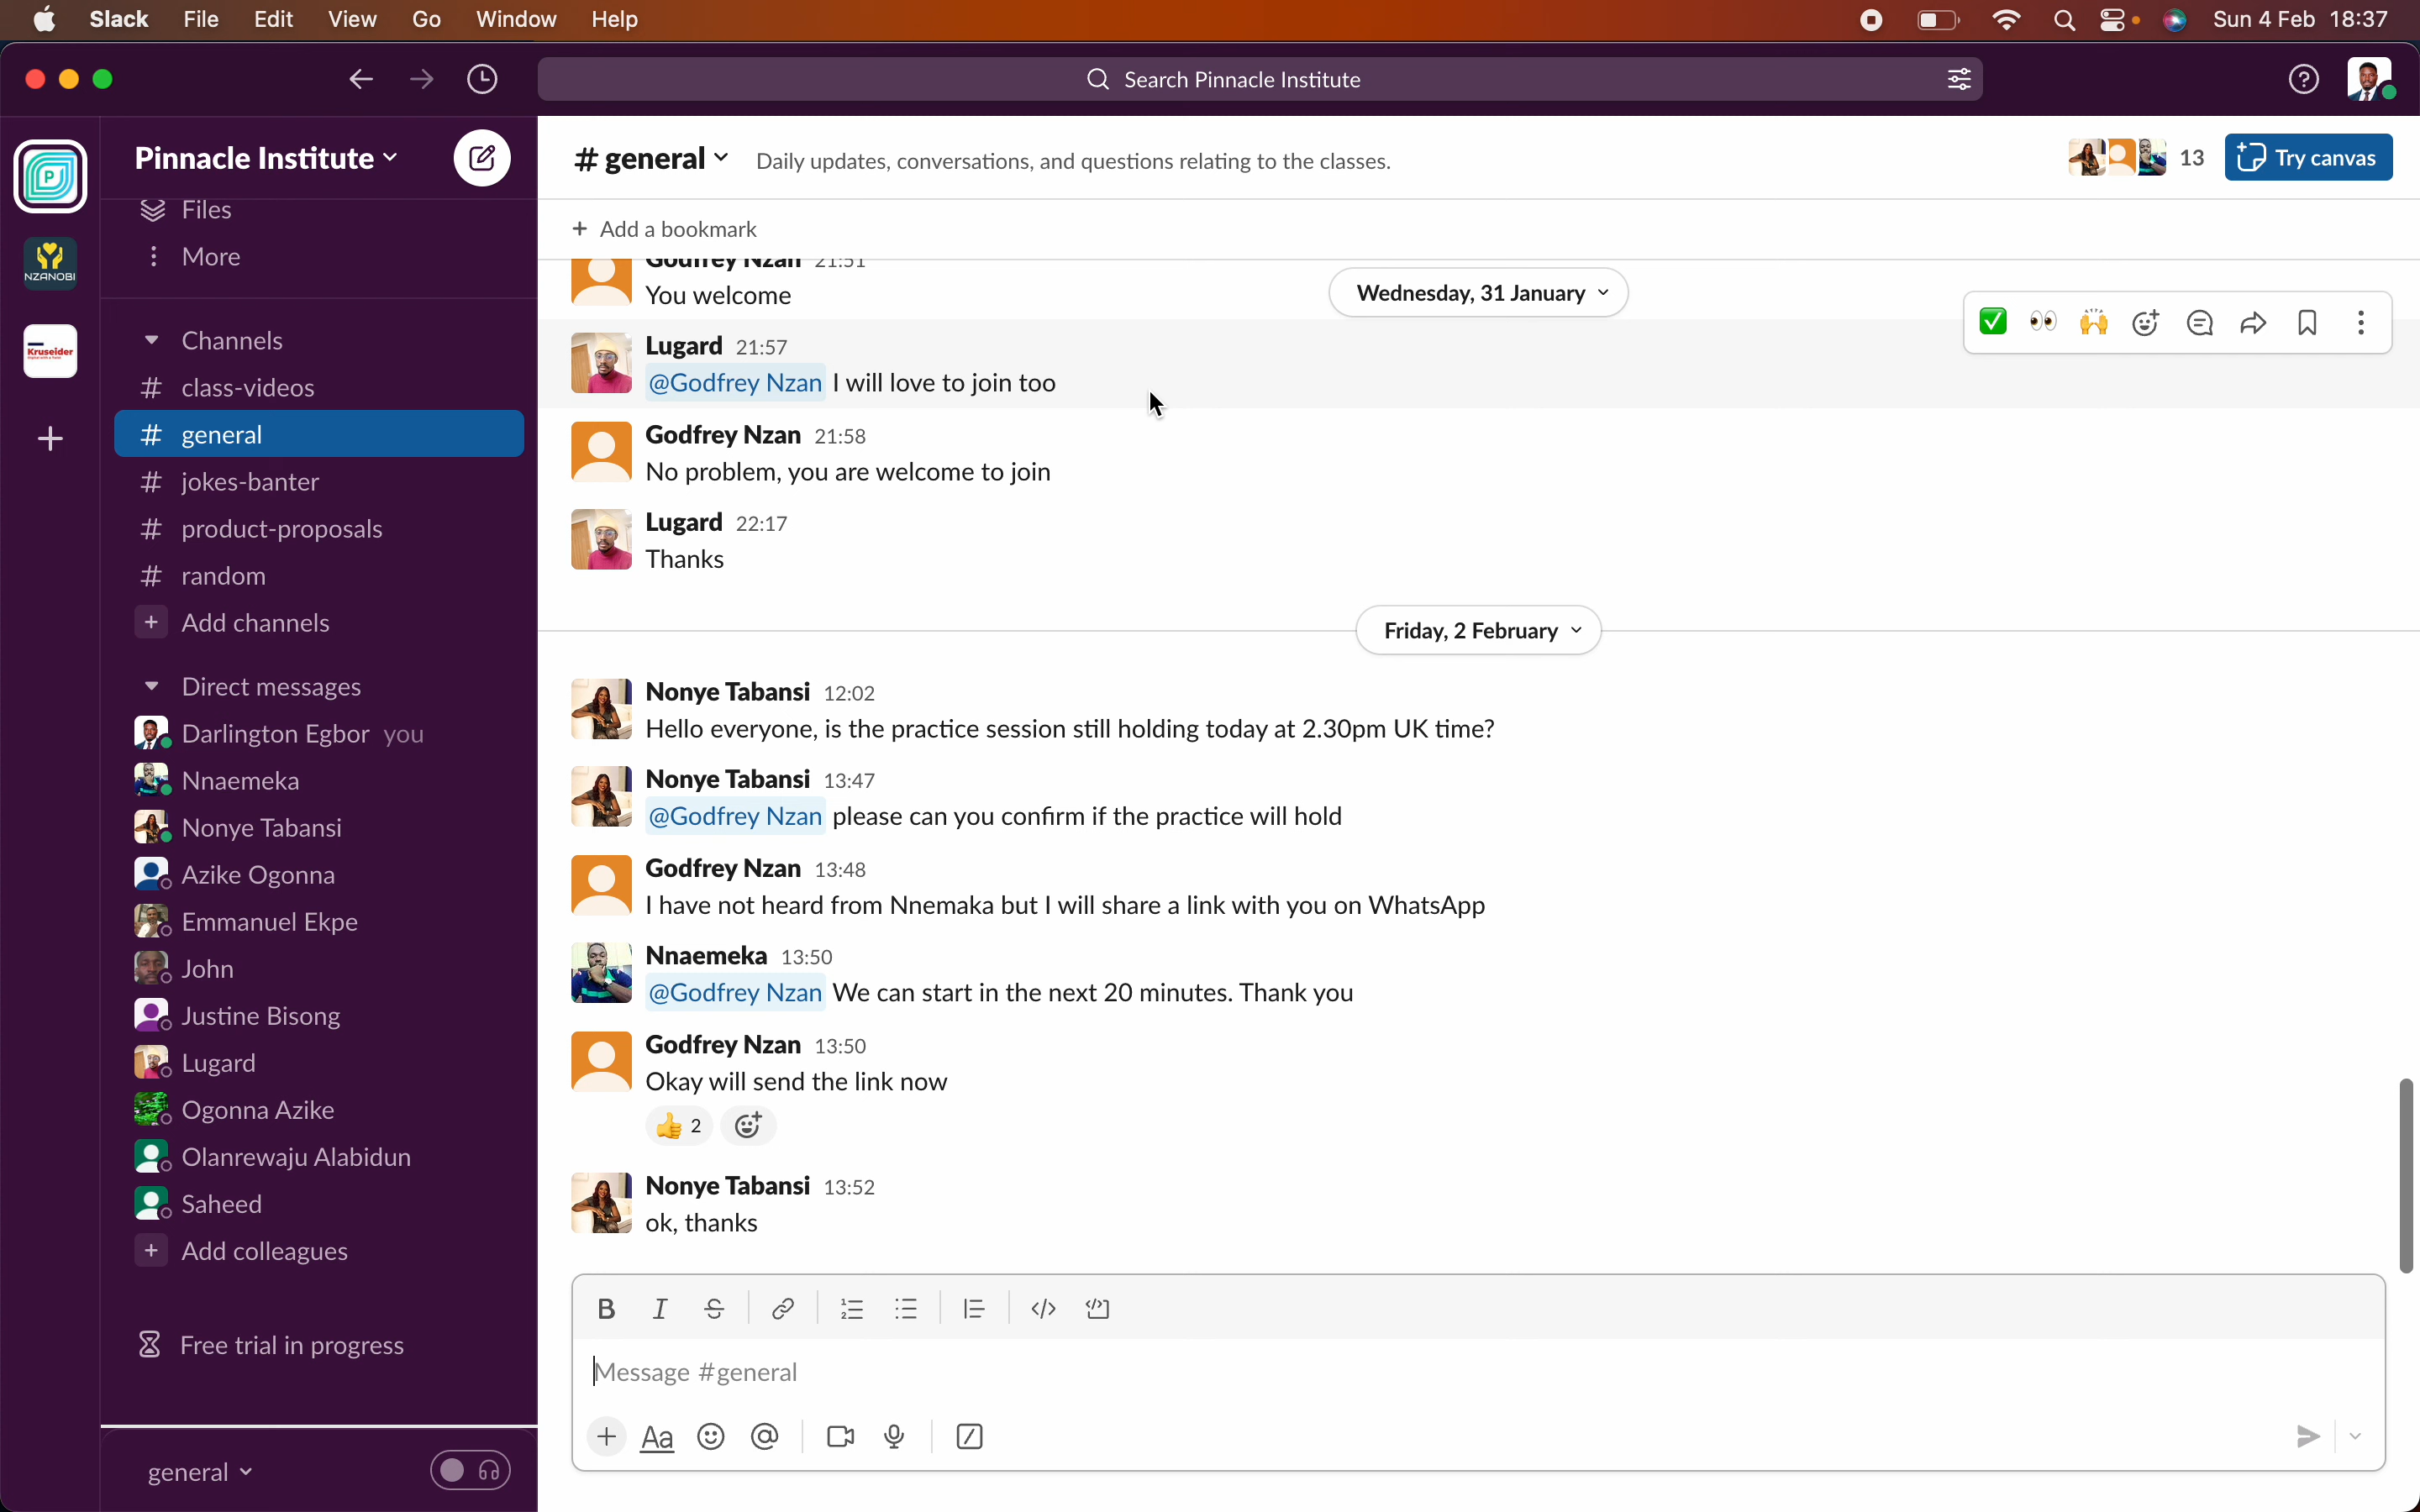 Slack File Edit View Go Window Help Sun 4 Feb 18:37
Search Pinnacle Institute
P
NZANOBI
Kruseider
Pinnacle Institute
Files
More
Channels
# class-videos
# general
# jokes-banter
# product-proposals
# random
+ Add channels
Direct messages
Darlington Egbor you
Nnaemeka
Nonye Tabansi
Azike Ogonna
Emmanuel Ekpe
John
Justine Bisong
Lugard
Ogonna Azike
Olanrewaju Alabidun
Saheed
+ Add colleagues
Free trial in progress
general
# general Daily updates, conversations, and questions relating to the classes. 13 Try canvas
+ Add a bookmark
Godfrey Nzan 21:51
You welcome
Wednesday, 31 January
Lugard 21:57
@Godfrey Nzan I will love to join too
Godfrey Nzan 21:58
No problem, you are welcome to join
Lugard 22:17
Thanks
Friday, 2 February
Nonye Tabansi 12:02
Hello everyone, is the practice session still holding today at 2.30pm UK time?
Nonye Tabansi 13:47
@Godfrey Nzan please can you confirm if the practice will hold
Godfrey Nzan 13:48
I have not heard from Nnemaka but I will share a link with you on WhatsApp
Nnaemeka 13:50
@Godfrey Nzan We can start in the next 20 minutes. Thank you
Godfrey Nzan 13:50
Okay will send the link now
👍 2
Nonye Tabansi 13:52
ok, thanks
B I S
Message #general
+ Aa